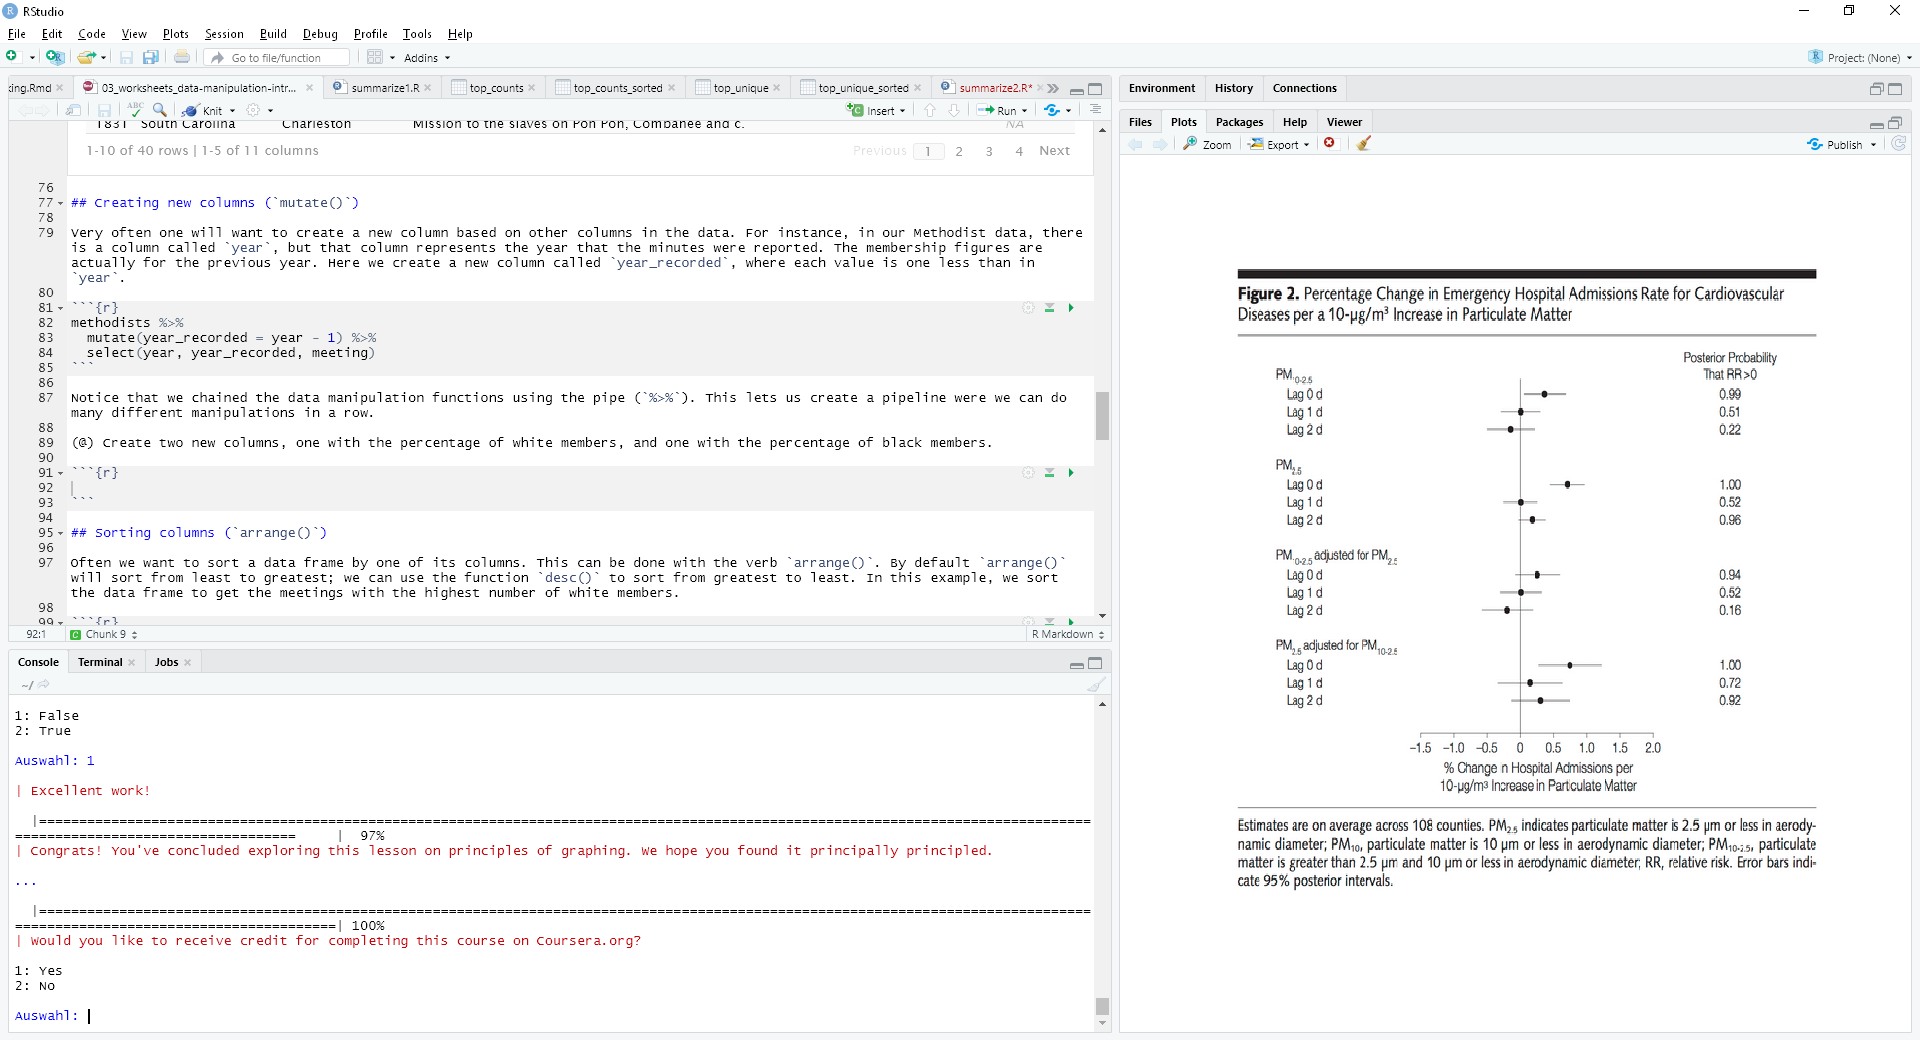 RStudio
File Edit Code View Plots Session Build Debug Profile Tools Help
Go to file/function Addins Project: (None)
king.Rmd 03_worksheets_data-manipulation-intr... summarize1.R top_counts top_counts_sorted top_unique top_unique_sorted summarize2.R*
ABC Knit Insert Run
1831 South Carolina Charleston Mission to the slaves on Pon Pon, Combahee and c. NA
1-10 of 40 rows | 1-5 of 11 columns Previous 1 2 3 4 Next
76
77 ## Creating new columns (`mutate()`)
78
79 Very often one will want to create a new column based on other columns in the data. For instance, in our Methodist data, there
is a column called `year`, but that column represents the year that the minutes were reported. The membership figures are
actually for the previous year. Here we create a new column called `year_recorded`, where each value is one less than in
`year`.
80
81 ```{r}
82 methodists %>%
83 mutate(year_recorded = year - 1) %>%
84 select(year, year_recorded, meeting)
85 ```
86
87 Notice that we chained the data manipulation functions using the pipe (`%>%`). This lets us create a pipeline were we can do
many different manipulations in a row.
88
89 (@) Create two new columns, one with the percentage of white members, and one with the percentage of black members.
90
91 ```{r}
92
93 ```
94
95 ## Sorting columns (`arrange()`)
96
97 Often we want to sort a data frame by one of its columns. This can be done with the verb `arrange()`. By default `arrange()`
will sort from least to greatest; we can use the function `desc()` to sort from greatest to least. In this example, we sort
the data frame to get the meetings with the highest number of white members.
98
99 ```{r}
92:1 C Chunk 9 R Markdown
Console Terminal Jobs
~/
1: False
2: True
Auswahl: 1
| Excellent work!
|===================================================================================================================================
=================================== | 97%
| Congrats! You've concluded exploring this lesson on principles of graphing. We hope you found it principally principled.
...
|===================================================================================================================================
========================================| 100%
| Would you like to receive credit for completing this course on Coursera.org?
1: Yes
2: No
Auswahl:
Environment History Connections
Files Plots Packages Help Viewer
Zoom Export Publish
Figure 2. Percentage Change in Emergency Hospital Admissions Rate for Cardiovascular
Diseases per a 10-μg/m³ Increase in Particulate Matter
Posterior Probability
That RR>0
PM10-2.5
Lag 0 d 0.99
Lag 1 d 0.51
Lag 2 d 0.22
PM2.5
Lag 0 d 1.00
Lag 1 d 0.52
Lag 2 d 0.96
PM10-2.5 adjusted for PM2.5
Lag 0 d 0.94
Lag 1 d 0.52
Lag 2 d 0.16
PM2.5 adjusted for PM10-2.5
Lag 0 d 1.00
Lag 1 d 0.72
Lag 2 d 0.92
-1.5 -1.0 -0.5 0 0.5 1.0 1.5 2.0
% Change in Hospital Admissions per
10-μg/m³ Increase in Particulate Matter
Estimates are on average across 108 counties. PM2.5 indicates particulate matter is 2.5 μm or less in aerody-
namic diameter; PM10, particulate matter is 10 μm or less in aerodynamic diameter; PM10-2.5, particulate
matter is greater than 2.5 μm and 10 μm or less in aerodynamic diameter; RR, relative risk. Error bars indi-
cate 95% posterior intervals.